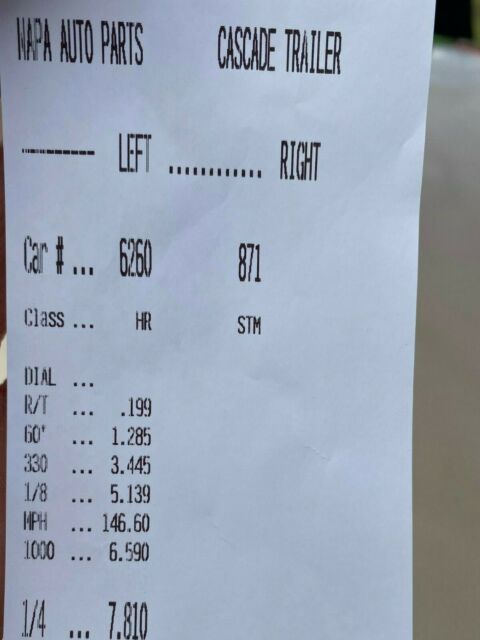 NAPA AUTO PARTS CASCADE TRAILER
---------- LEFT ............ RIGHT
Car # ... 6260 871
Class ... HR STM
DIAL ...
R/T ... .199
60' ... 1.285
330 ... 3.445
1/8 ... 5.139
MPH ... 146.60
1000 ... 6.590
1/4 ... 7.810